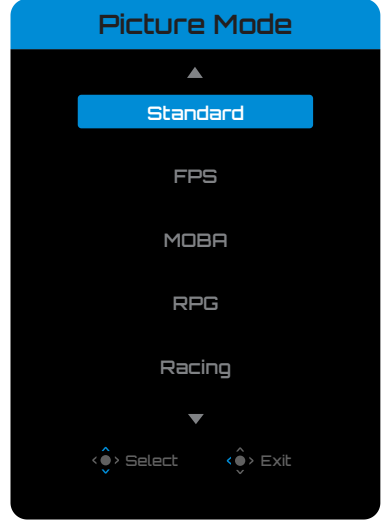 Picture Mode
Standard
FPS
MOBA
RPG
Racing
Select Exit